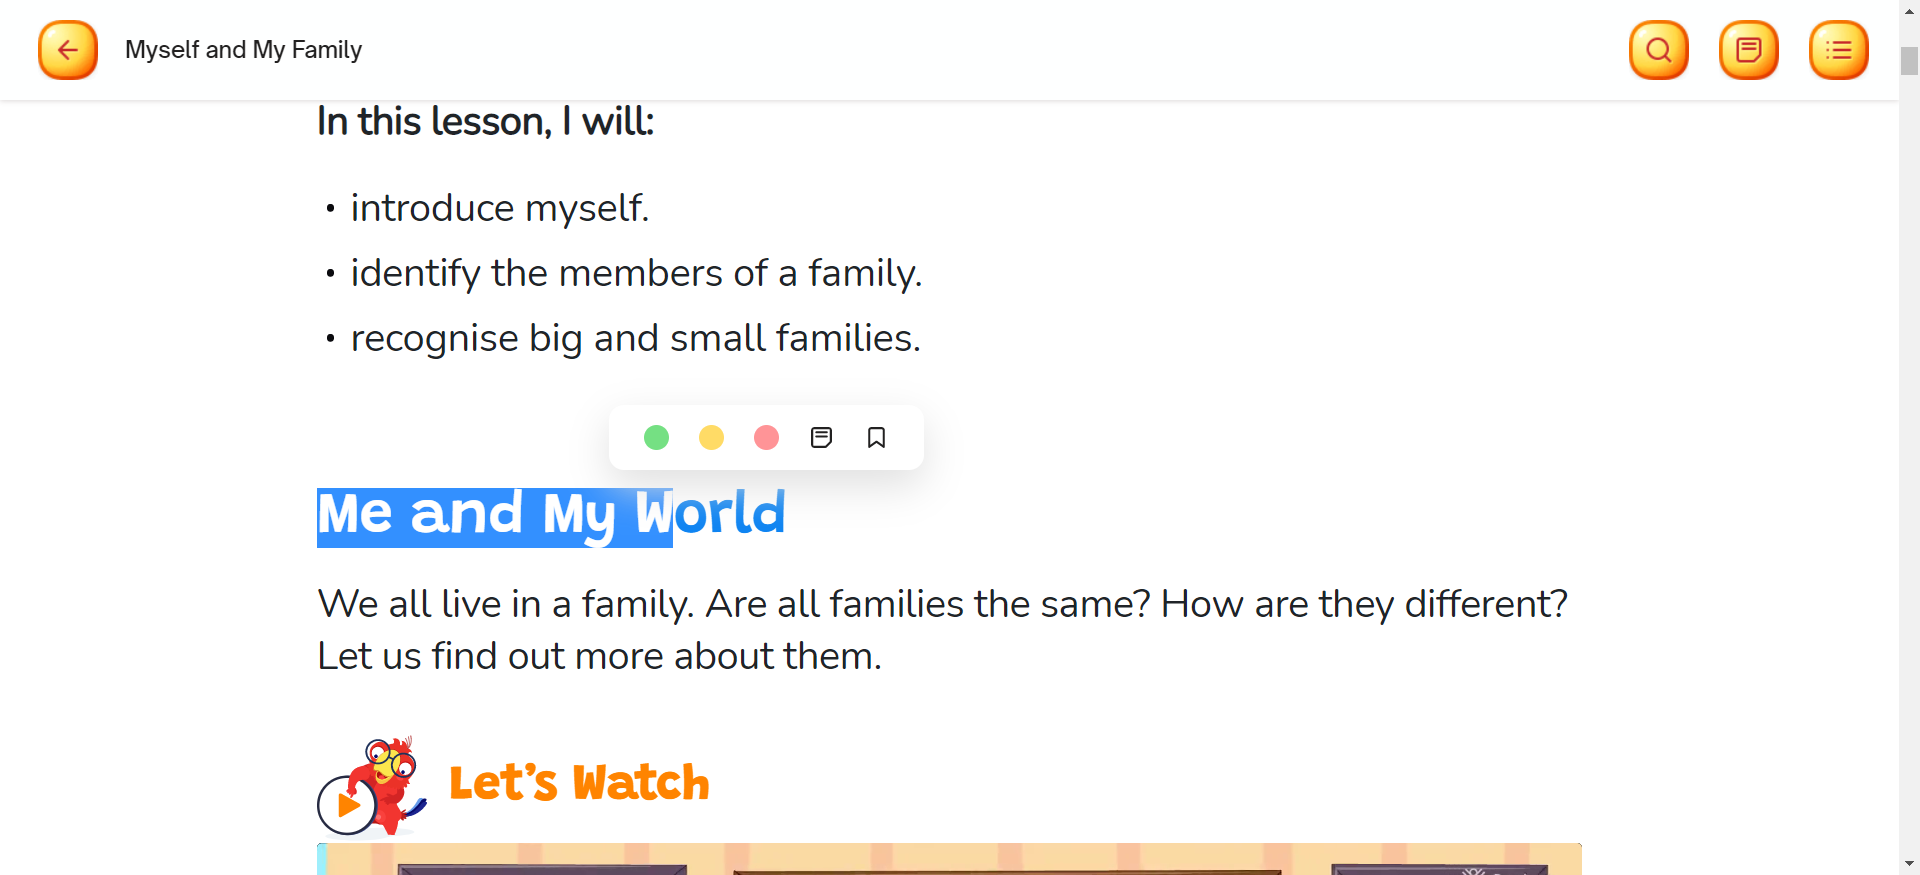 Myself and My Family
In this lesson, I will:
• introduce myself.
• identify the members of a family.
• recognise big and small families.
Me and My World
We all live in a family. Are all families the same? How are they different?
Let us find out more about them.
Let's Watch